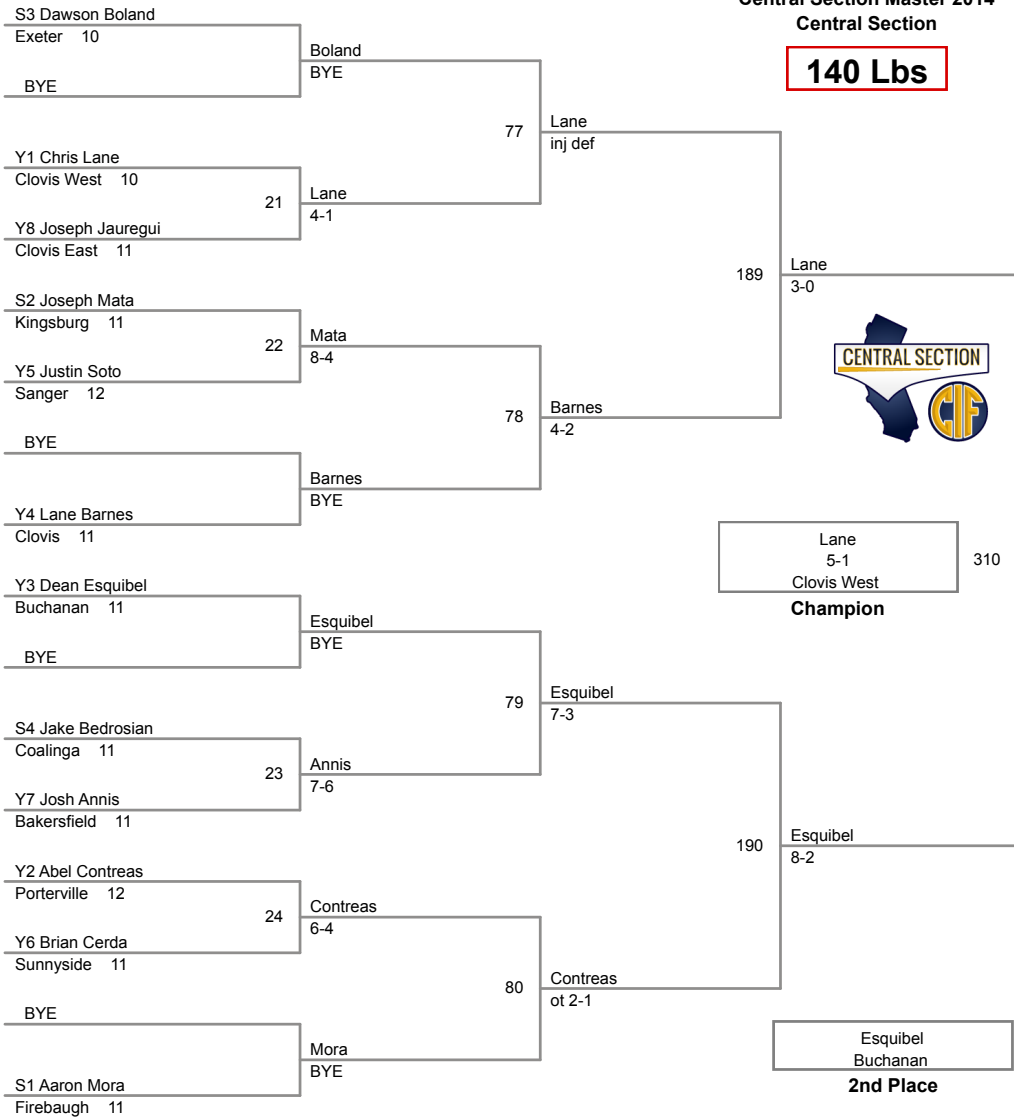 Central Section Master 2014
Central Section
140 Lbs
S3 Dawson Boland
Exeter 10
BYE
Y1 Chris Lane
Clovis West 10
21
Y8 Joseph Jauregui
Clovis East 11
S2 Joseph Mata
Kingsburg 11
22
Y5 Justin Soto
Sanger 12
BYE
Y4 Lane Barnes
Clovis 11
Y3 Dean Esquibel
Buchanan 11
BYE
S4 Jake Bedrosian
Coalinga 11
23
Y7 Josh Annis
Bakersfield 11
Y2 Abel Contreas
Porterville 12
24
Y6 Brian Cerda
Sunnyside 11
BYE
S1 Aaron Mora
Firebaugh 11
Boland
BYE
77
Lane
4-1
Mata
8-4
78
Barnes
BYE
Esquibel
BYE
79
Annis
7-6
Contreas
6-4
80
Mora
BYE
Lane
inj def
189
Barnes
4-2
Esquibel
7-3
190
Contreas
ot 2-1
Lane
3-0
CENTRAL SECTION
CIF
Lane
5-1
Clovis West
310
Champion
Esquibel
8-2
Esquibel
Buchanan
2nd Place